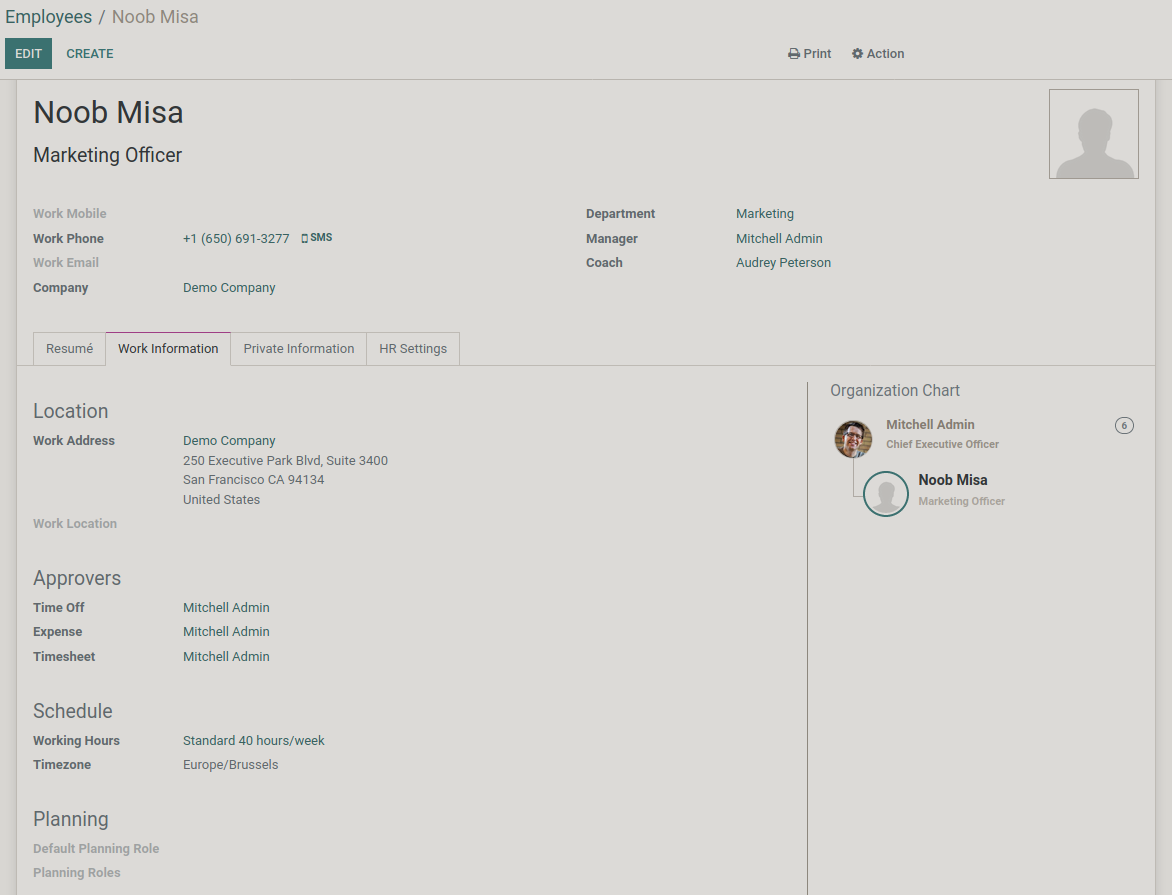 Employees / Noob Misa
EDIT CREATE Print Action
Noob Misa
Marketing Officer
Work Mobile
Work Phone +1 (650) 691-3277 SMS
Work Email
Company Demo Company
Department Marketing
Manager Mitchell Admin
Coach Audrey Peterson
Resumé Work Information Private Information HR Settings
Location
Work Address Demo Company
250 Executive Park Blvd, Suite 3400
San Francisco CA 94134
United States
Work Location
Approvers
Time Off Mitchell Admin
Expense Mitchell Admin
Timesheet Mitchell Admin
Schedule
Working Hours Standard 40 hours/week
Timezone Europe/Brussels
Planning
Default Planning Role
Planning Roles
Organization Chart
Mitchell Admin 6
Chief Executive Officer
Noob Misa
Marketing Officer